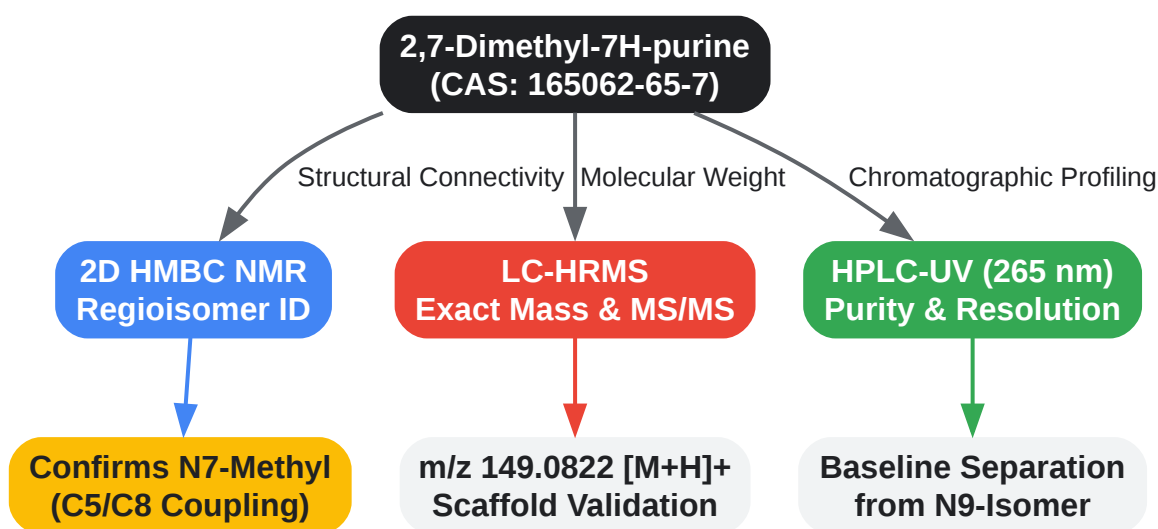 2,7-Dimethyl-7H-purine
(CAS: 165062-65-7)
Structural Connectivity
Molecular Weight
Chromatographic Profiling
2D HMBC NMR
Regioisomer ID
LC-HRMS
Exact Mass & MS/MS
HPLC-UV (265 nm)
Purity & Resolution
Confirms N7-Methyl
(C5/C8 Coupling)
m/z 149.0822 [M+H]+
Scaffold Validation
Baseline Separation
from N9-Isomer